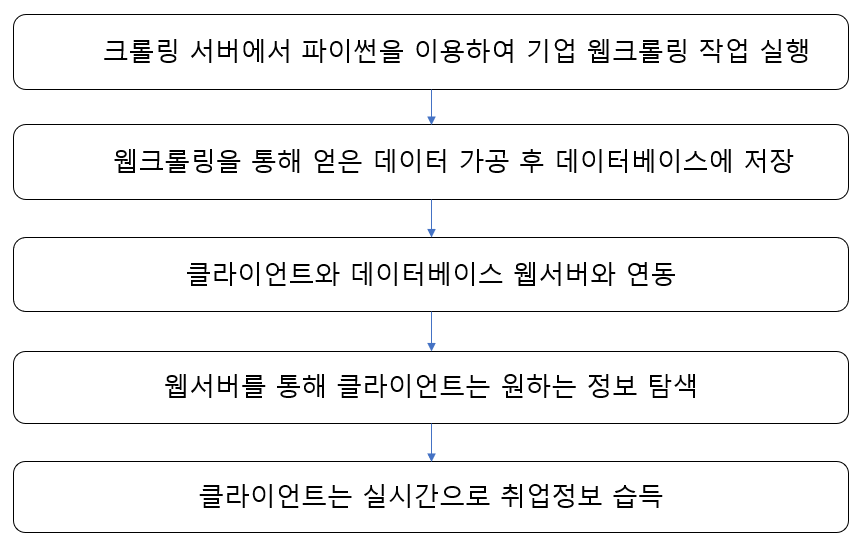 크롤링 서버에서 파이썬을 이용하여 기업 웹크롤링 작업 실행
웹크롤링을 통해 얻은 데이터 가공 후 데이터베이스에 저장
클라이언트와 데이터베이스 웹서버와 연동
웹서버를 통해 클라이언트는 원하는 정보 탐색
클라이언트는 실시간으로 취업정보 습득